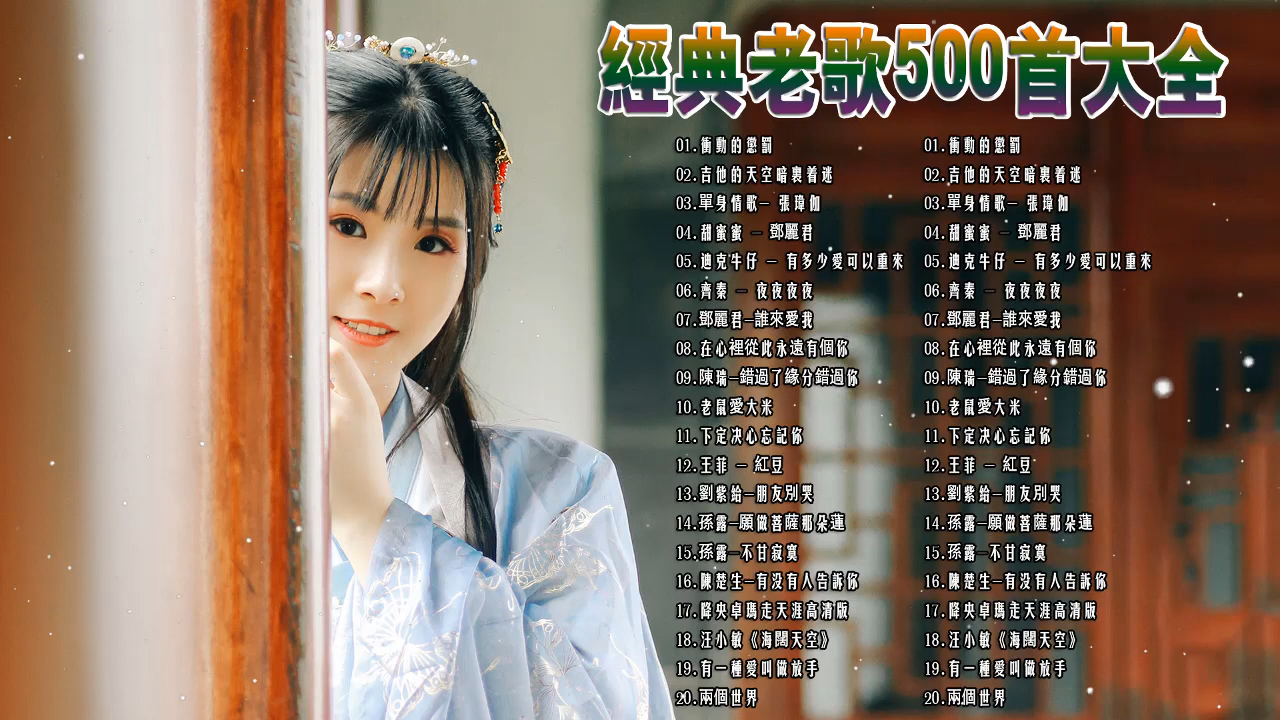 經典老歌500首大全
01.衝動的懲罰
02.吉他的天空暗裏着迷
03.單身情歌- 張瑋伽
04.甜蜜蜜 - 鄧麗君
05.迪克牛仔 - 有多少愛可以重來
06.齊秦 - 夜夜夜夜
07.鄧麗君-誰來愛我
08.在心裡從此永遠有個你
09.陳瑞-錯過了緣分錯過你
10.老鼠愛大米
11.下定决心忘記你
12.王菲 - 紅豆
13.劉紫給-朋友別哭
14.孫露-願做菩薩那朵蓮
15.孫露-不甘寂寞
16.陳楚生-有没有人告訴你
17.降央卓瑪走天涯高清版
18.汪小敏《海闊天空》
19.有一種愛叫做放手
20.兩個世界
01.衝動的懲罰
02.吉他的天空暗裏着迷
03.單身情歌- 張瑋伽
04.甜蜜蜜 - 鄧麗君
05.迪克牛仔 - 有多少愛可以重來
06.齊秦 - 夜夜夜夜
07.鄧麗君-誰來愛我
08.在心裡從此永遠有個你
09.陳瑞-錯過了緣分錯過你
10.老鼠愛大米
11.下定决心忘記你
12.王菲 - 紅豆
13.劉紫給-朋友別哭
14.孫露-願做菩薩那朵蓮
15.孫露-不甘寂寞
16.陳楚生-有没有人告訴你
17.降央卓瑪走天涯高清版
18.汪小敏《海闊天空》
19.有一種愛叫做放手
20.兩個世界